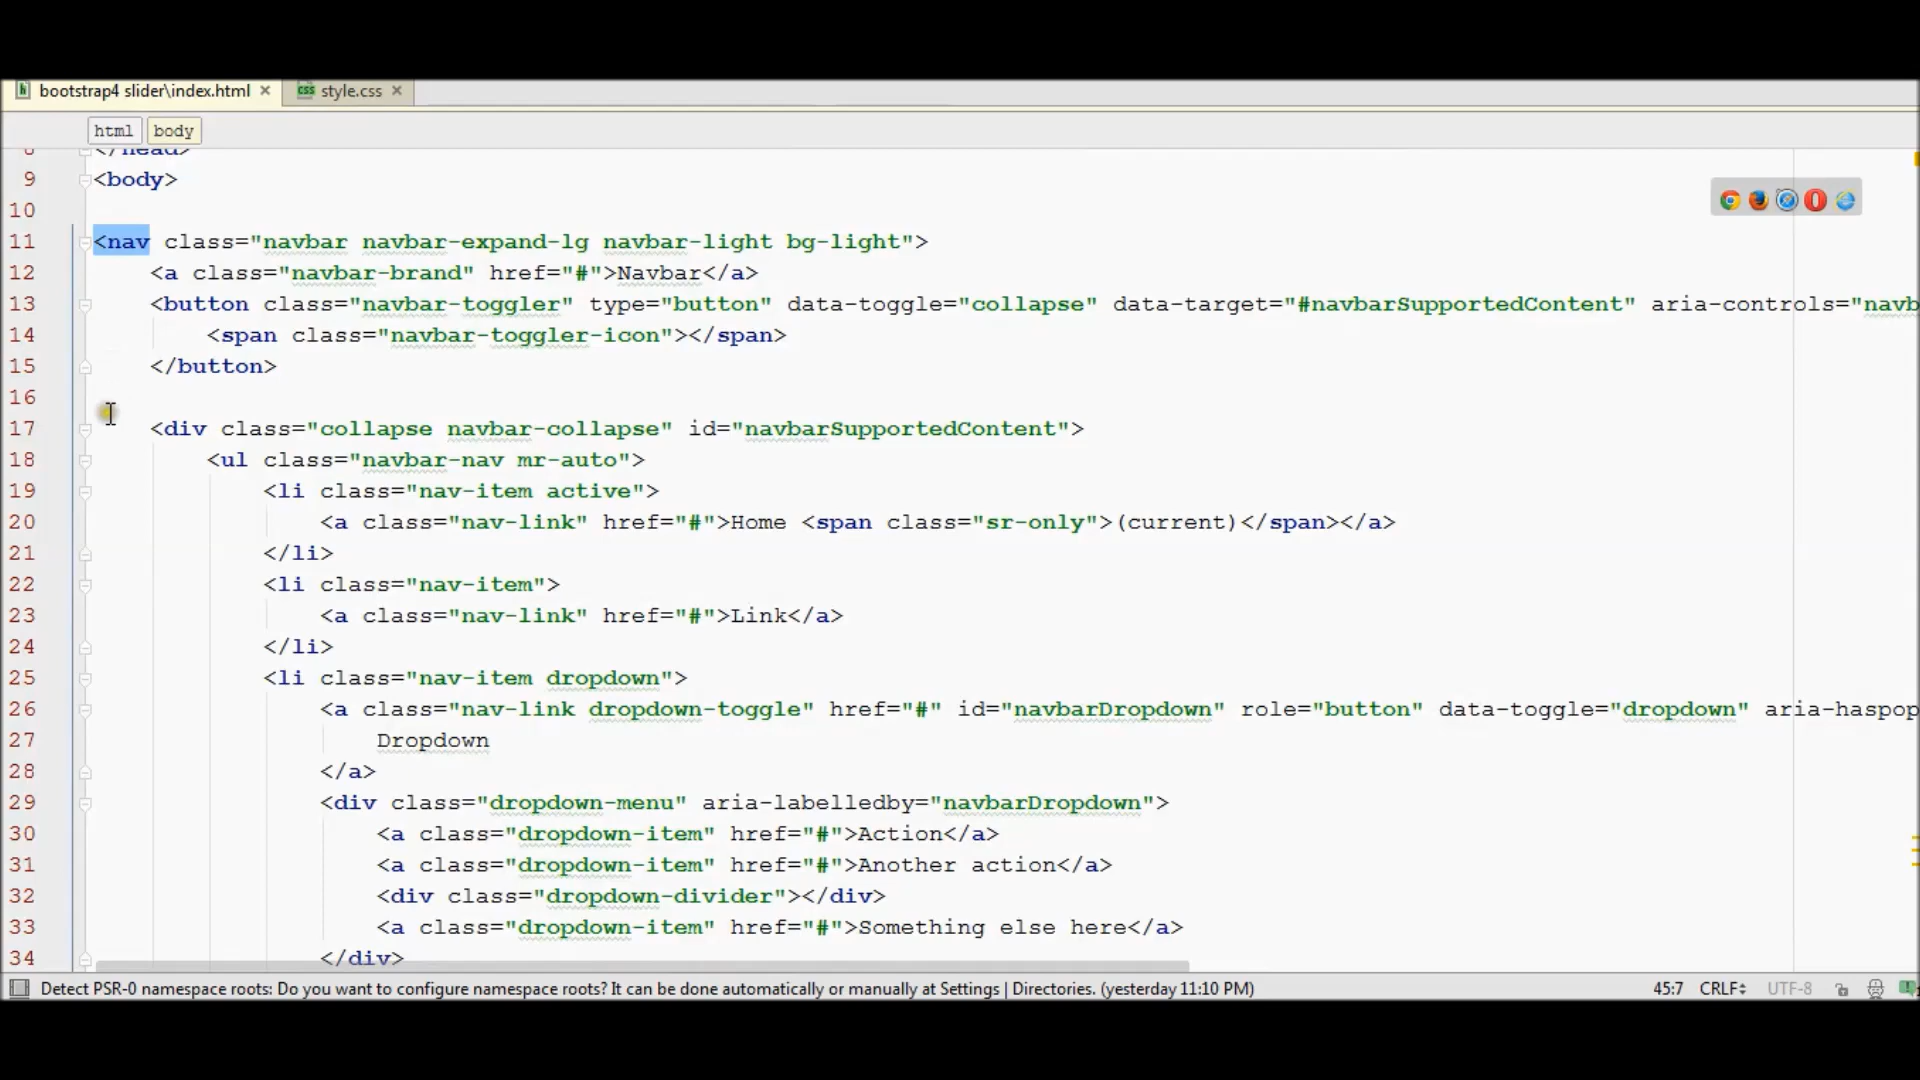 bootstrap4 slider\index.html
style.css
html
body
8 </head>
9 <body>
10
11 <nav class="navbar navbar-expand-lg navbar-light bg-light">
12 <a class="navbar-brand" href="#">Navbar</a>
13 <button class="navbar-toggler" type="button" data-toggle="collapse" data-target="#navbarSupportedContent" aria-controls="navb
14 <span class="navbar-toggler-icon"></span>
15 </button>
16
17 <div class="collapse navbar-collapse" id="navbarSupportedContent">
18 <ul class="navbar-nav mr-auto">
19 <li class="nav-item active">
20 <a class="nav-link" href="#">Home <span class="sr-only">(current)</span></a>
21 </li>
22 <li class="nav-item">
23 <a class="nav-link" href="#">Link</a>
24 </li>
25 <li class="nav-item dropdown">
26 <a class="nav-link dropdown-toggle" href="#" id="navbarDropdown" role="button" data-toggle="dropdown" aria-haspop
27 Dropdown
28 </a>
29 <div class="dropdown-menu" aria-labelledby="navbarDropdown">
30 <a class="dropdown-item" href="#">Action</a>
31 <a class="dropdown-item" href="#">Another action</a>
32 <div class="dropdown-divider"></div>
33 <a class="dropdown-item" href="#">Something else here</a>
34 </div>
Detect PSR-0 namespace roots: Do you want to configure namespace roots? It can be done automatically or manually at Settings | Directories. (yesterday 11:10 PM)
45:7 CRLF UTF-8